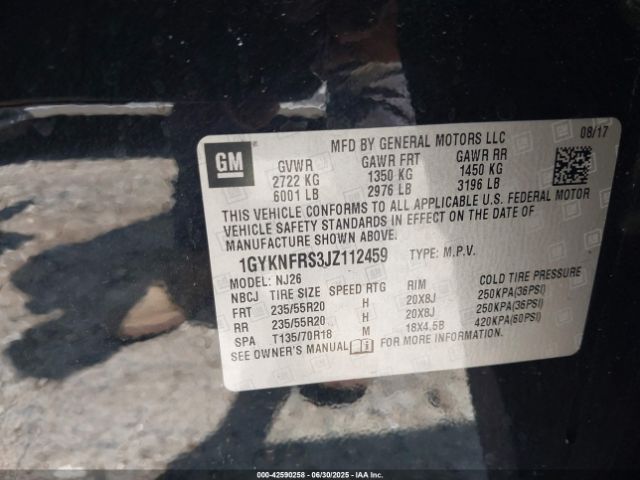 GM
MFD BY GENERAL MOTORS LLC 08/17
GVWR GAWR FRT GAWR RR
2722 KG 1350 KG 1450 KG
6001 LB 2976 LB 3196 LB
THIS VEHICLE CONFORMS TO ALL APPLICABLE U.S. FEDERAL MOTOR
VEHICLE SAFETY STANDARDS IN EFFECT ON THE DATE OF
MANUFACTURE SHOWN ABOVE.
1GYKNFRS3JZ112459 TYPE: M.P.V.
MODEL: NJ26
NBCJ TIRE SIZE SPEED RTG RIM COLD TIRE PRESSURE
FRT 235/55R20 H 20X8J 250KPA(36PSI)
RR 235/55R20 H 20X8J 250KPA(36PSI)
SPA T135/70R18 M 18X4.5B 420KPA(60PSI)
SEE OWNER'S MANUAL FOR MORE INFORMATION.
000-42590258 - 06/30/2025 - IAA Inc.